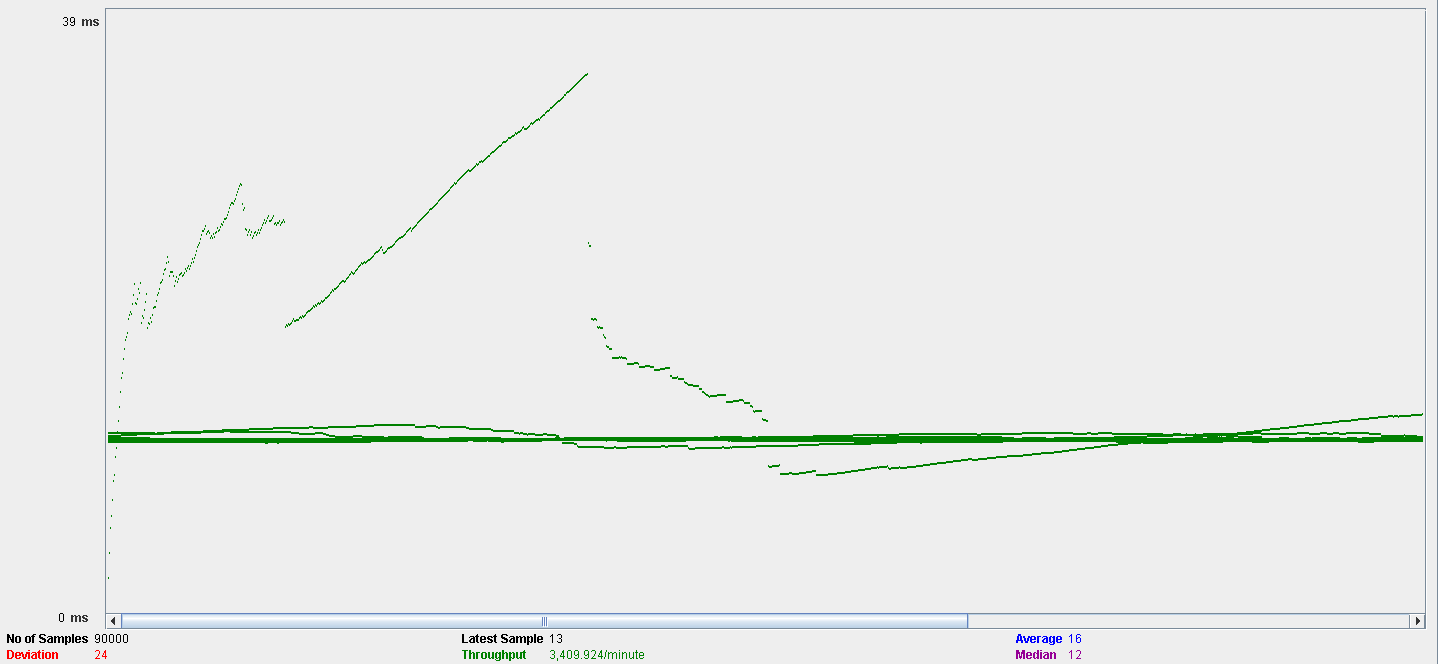 39 ms
0 ms
No of Samples 90000 Latest Sample 13 Average 16
Deviation 24 Throughput 3,409.924/minute Median 12